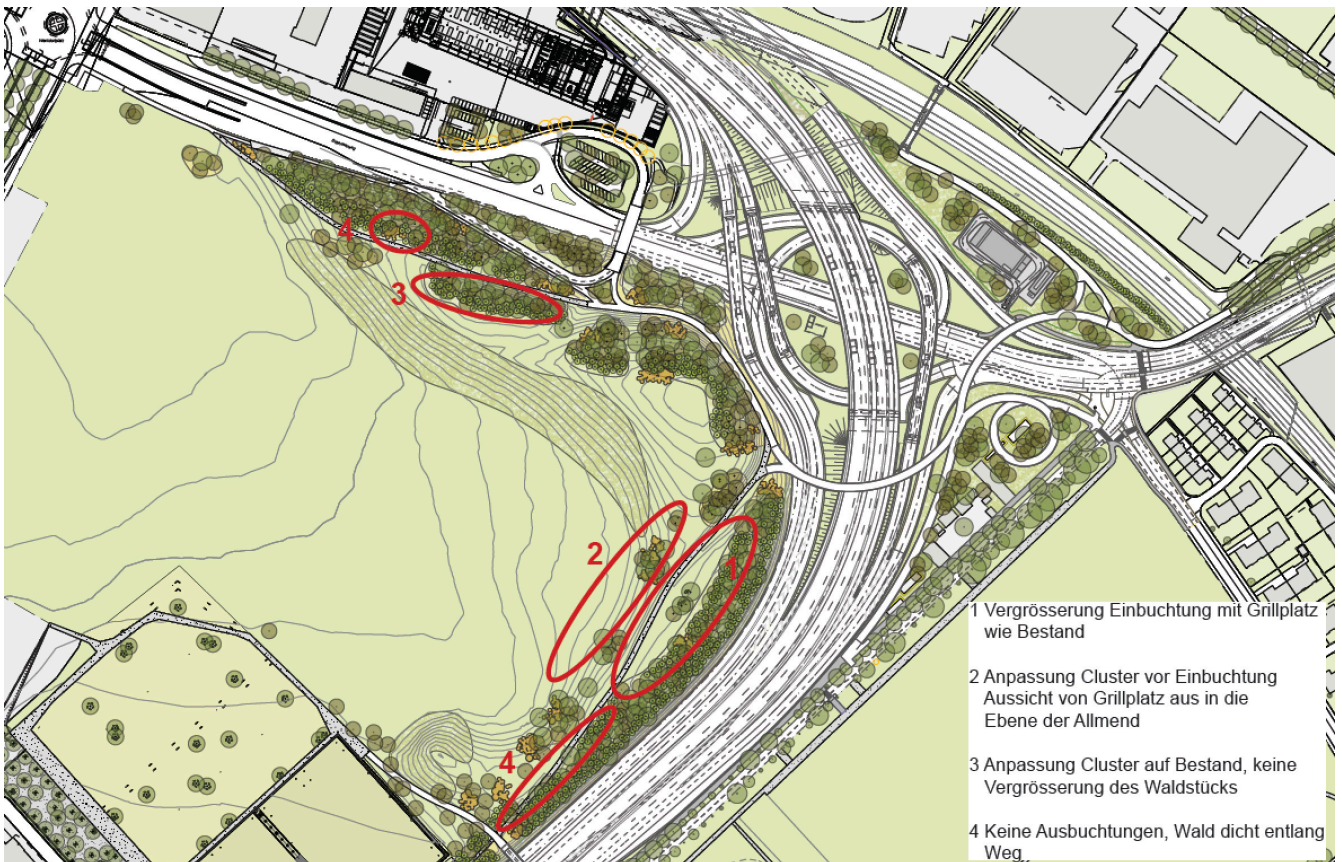 4
3
2
1
4
1 Vergrösserung Einbuchtung mit Grillplatz
wie Bestand
2 Anpassung Cluster vor Einbuchtung
Aussicht von Grillplatz aus in die
Ebene der Allmend
3 Anpassung Cluster auf Bestand, keine
Vergrösserung des Waldstücks
4 Keine Ausbuchtungen, Wald dicht entlang
Weg